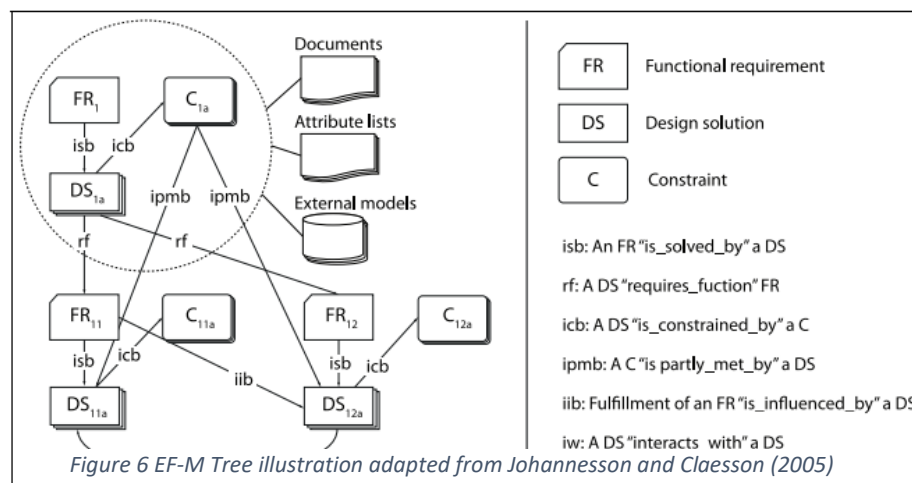 Documents
FR1
C1a
Attribute lists
isb
icb
DS1a
ipmb
ipmb
External models
rf
rf
FR11
C11a
FR12
C12a
isb
icb
isb
icb
iib
DS11a
DS12a
FR Functional requirement
DS Design solution
C Constraint
isb: An FR "is_solved_by" a DS
rf: A DS "requires_fuction" FR
icb: A DS "is_constrained_by" a C
ipmb: A C "is partly_met_by" a DS
iib: Fulfillment of an FR "is_influenced_by" a DS
iw: A DS "interacts with" a DS
Figure 6 EF-M Tree illustration adapted from Johannesson and Claesson (2005)